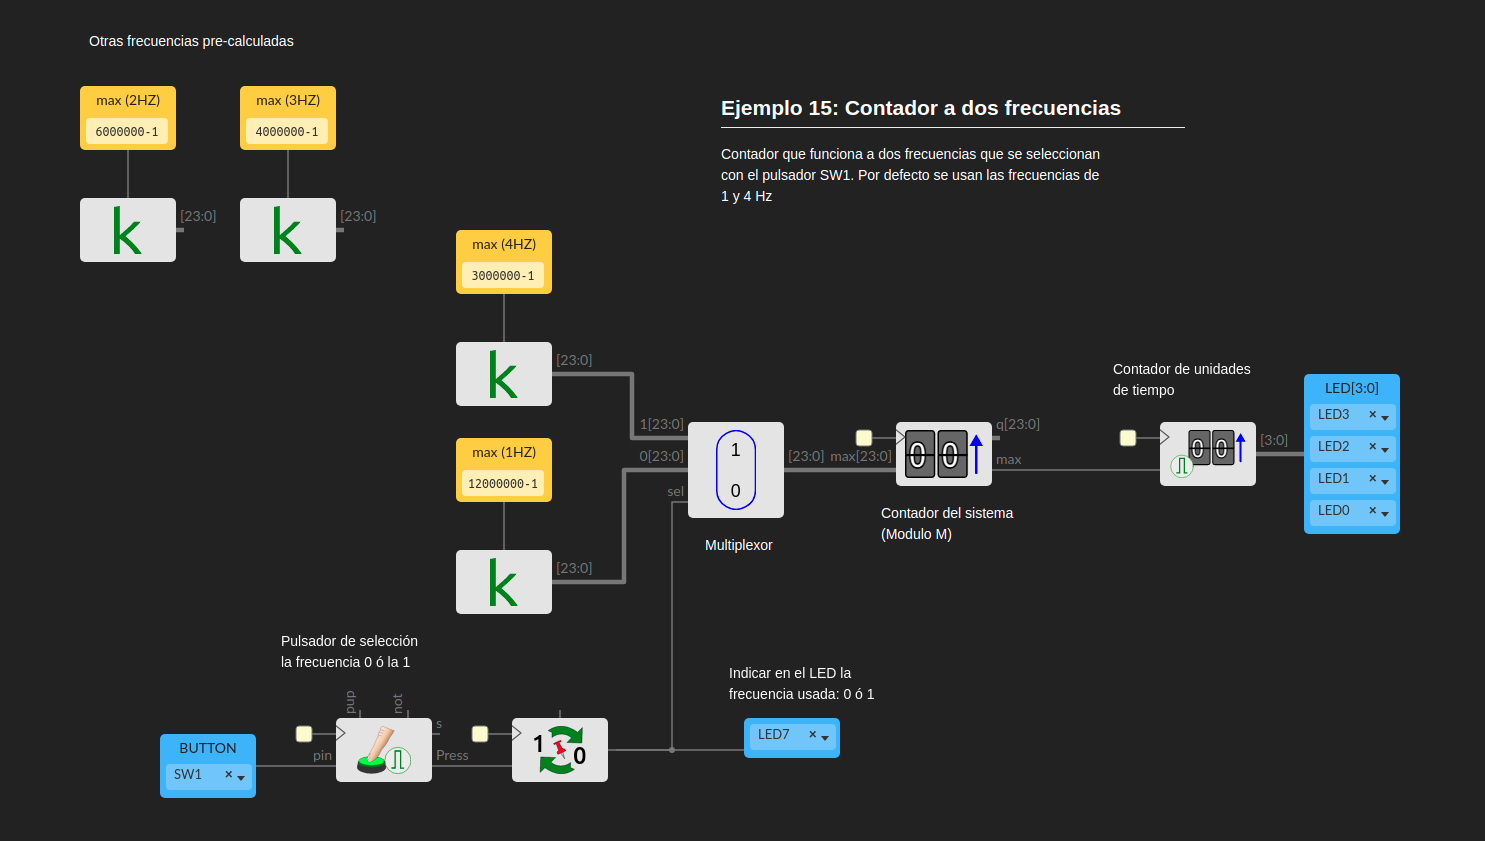 Otras frecuencias pre-calculadas
max (2HZ)
6000000-1
max (3HZ)
4000000-1
k
[23:0]
k
[23:0]
Ejemplo 15: Contador a dos frecuencias
Contador que funciona a dos frecuencias que se seleccionan
con el pulsador SW1. Por defecto se usan las frecuencias de
1 y 4 Hz
max (4HZ)
3000000-1
k
[23:0]
max (1HZ)
12000000-1
k
[23:0]
1[23:0]
0[23:0]
sel
1
0
[23:0]
Multiplexor
max[23:0]
00
q[23:0]
max
Contador del sistema
(Modulo M)
Contador de unidades
de tiempo
00
[3:0]
LED[3:0]
LED3 ×
LED2 ×
LED1 ×
LED0 ×
Pulsador de selección
la frecuencia 0 ó la 1
BUTTON
SW1 ×
pup
not
pin
s
Press
1
0
Indicar en el LED la
frecuencia usada: 0 ó 1
LED7 ×